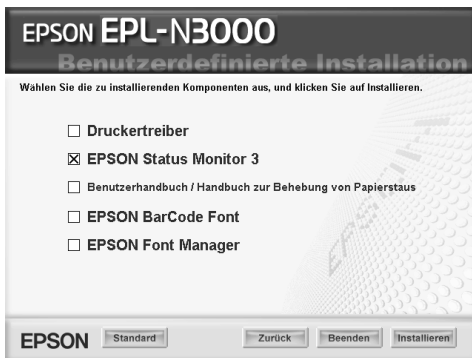 EPSON EPL-N3000
Benutzerdefinierte Installation
Wählen Sie die zu installierenden Komponenten aus, und klicken Sie auf Installieren.
Druckertreiber
EPSON Status Monitor 3
Benutzerhandbuch / Handbuch zur Behebung von Papierstaus
EPSON BarCode Font
EPSON Font Manager
EPSON
EPSON
Standard
Zurück
Beenden
Installieren